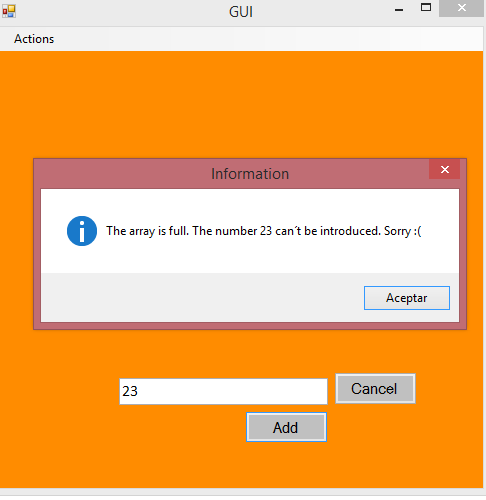 GUI
Actions
Information
The array is full. The number 23 can´t be introduced. Sorry :(
Aceptar
23
Cancel
Add